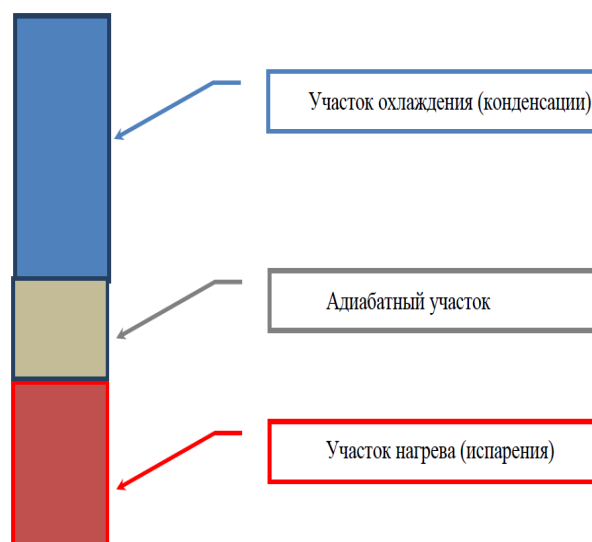 Участок охлаждения (конденсации)
Адиабатный участок
Участок нагрева (испарения)